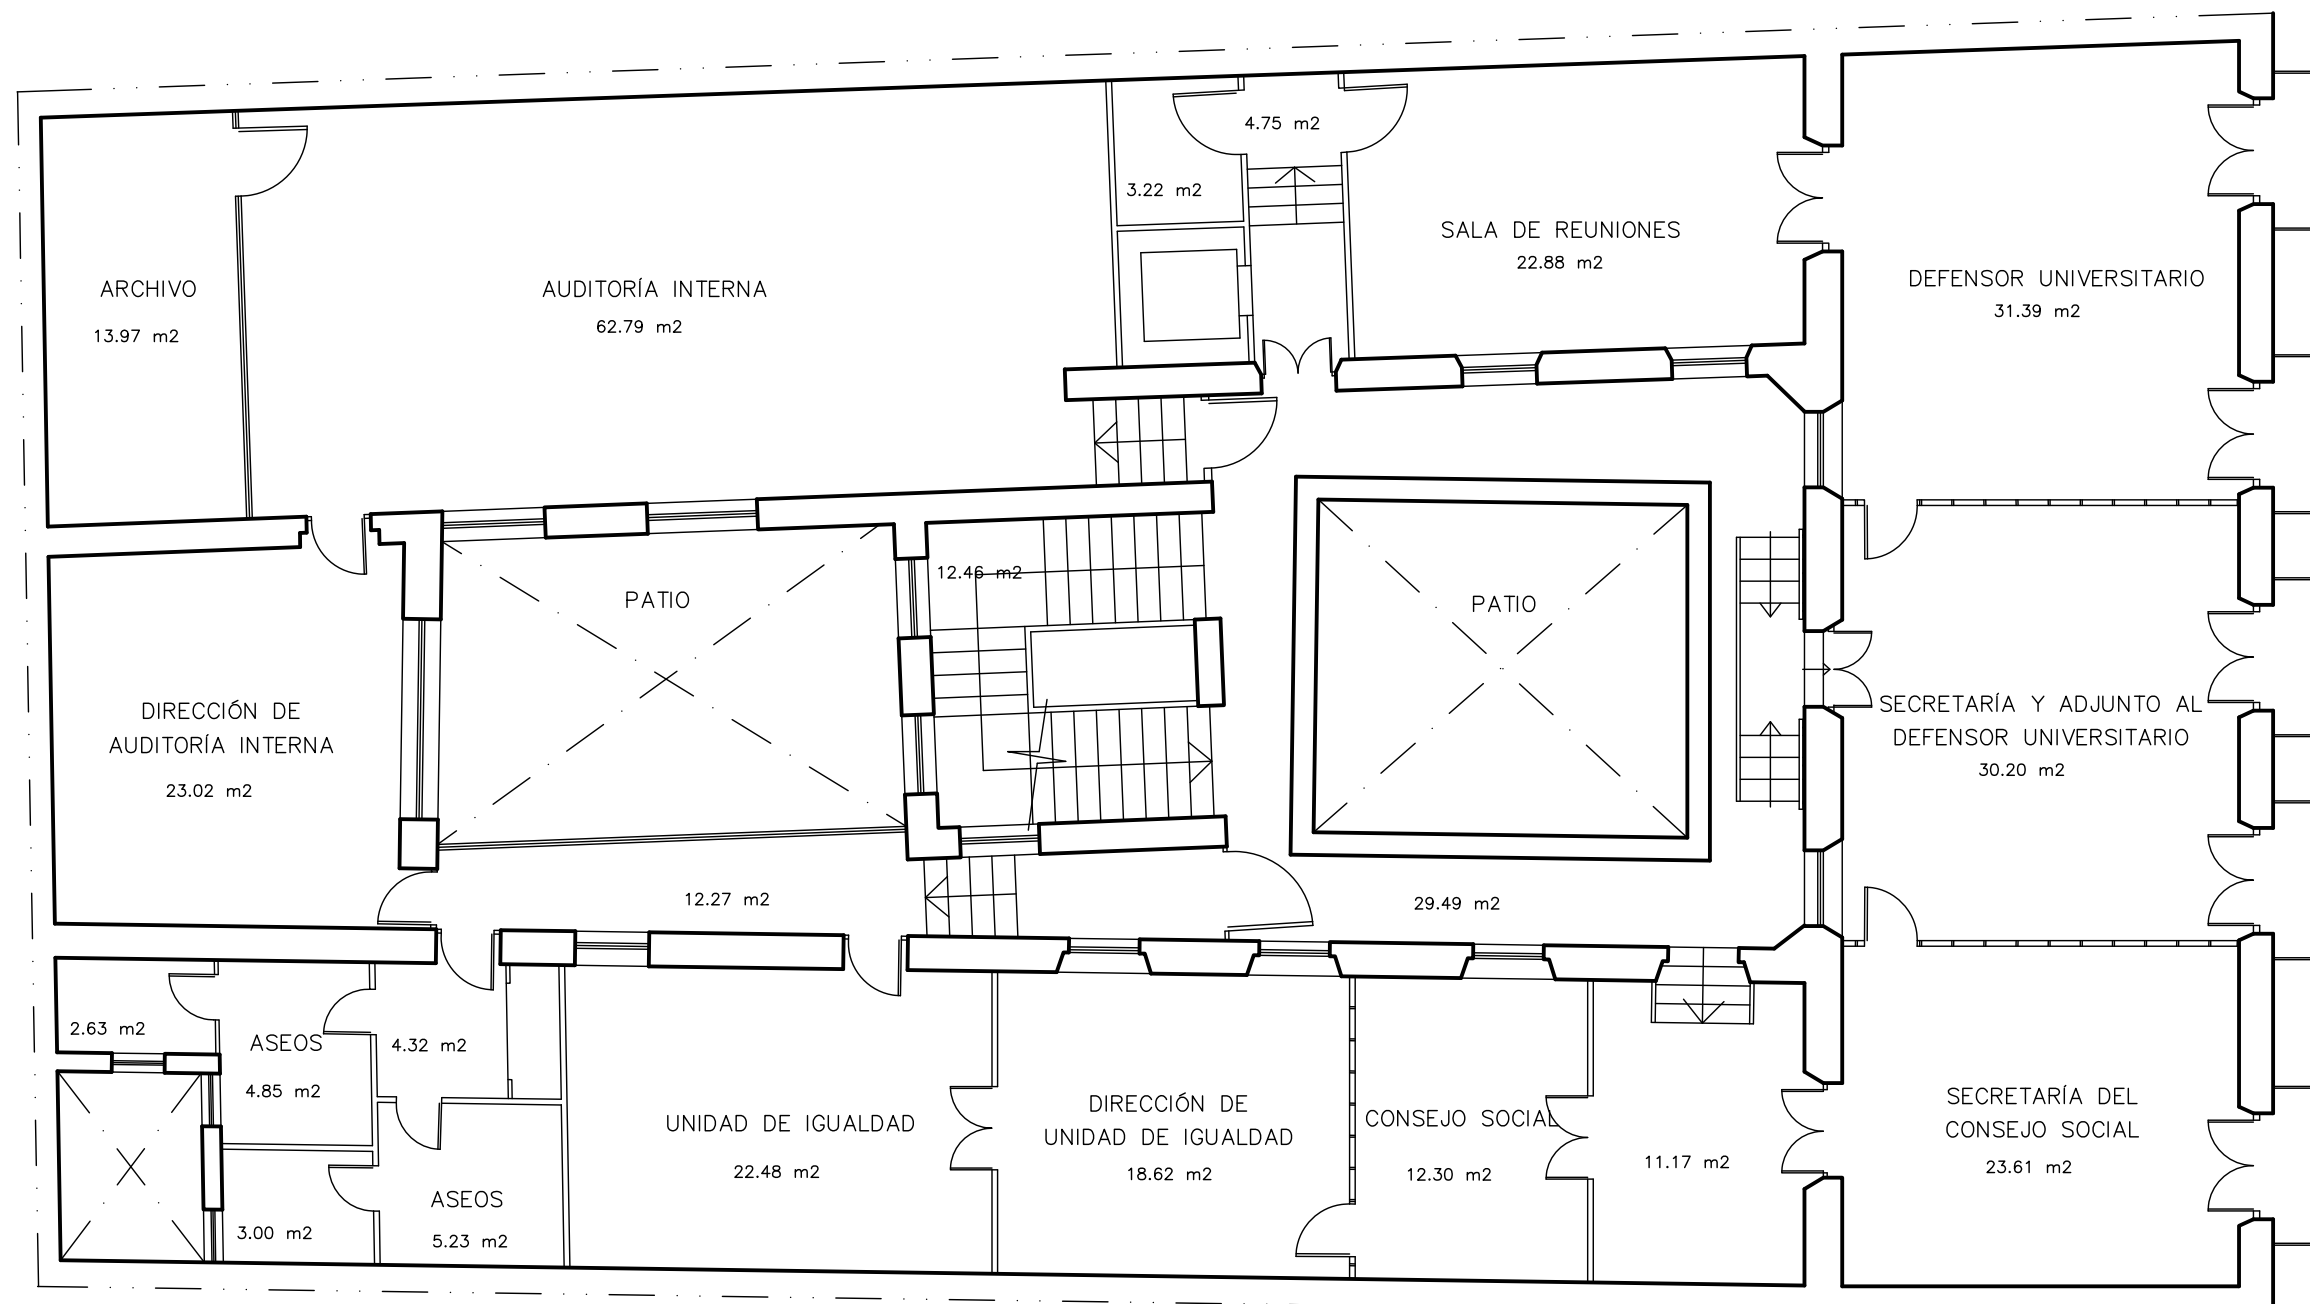 4.75 m2
3.22 m2
SALA DE REUNIONES
22.88 m2
DEFENSOR UNIVERSITARIO
31.39 m2
ARCHIVO
13.97 m2
AUDITORÍA INTERNA
62.79 m2
12.46 m2
PATIO
PATIO
DIRECCIÓN DE
AUDITORÍA INTERNA
23.02 m2
SECRETARÍA Y ADJUNTO AL
DEFENSOR UNIVERSITARIO
30.20 m2
12.27 m2
29.49 m2
2.63 m2
ASEOS
4.85 m2
4.32 m2
UNIDAD DE IGUALDAD
22.48 m2
DIRECCIÓN DE
UNIDAD DE IGUALDAD
18.62 m2
CONSEJO SOCIAL
12.30 m2
11.17 m2
SECRETARÍA DEL
CONSEJO SOCIAL
23.61 m2
3.00 m2
ASEOS
5.23 m2